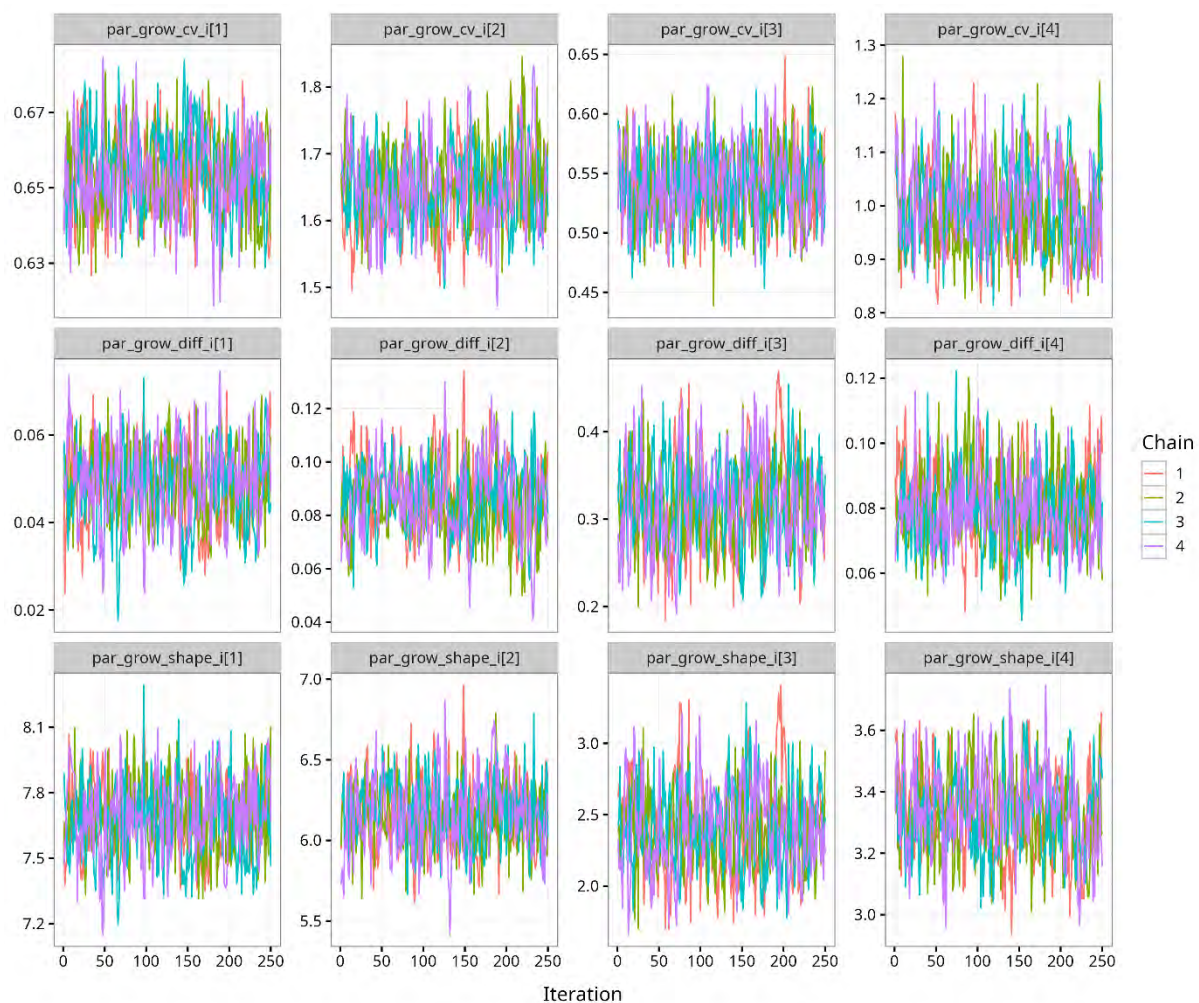 par_grow_cv_i[1]
par_grow_cv_i[2]
par_grow_cv_i[3]
par_grow_cv_i[4]
0.67
0.65
0.63
1.8
1.7
1.6
1.5
0.65
0.60
0.55
0.50
0.45
1.3
1.2
1.1
1.0
0.9
0.8
par_grow_diff_i[1]
par_grow_diff_i[2]
par_grow_diff_i[3]
par_grow_diff_i[4]
0.06
0.04
0.02
0.12
0.10
0.08
0.06
0.04
0.4
0.3
0.2
0.12
0.10
0.08
0.06
par_grow_shape_i[1]
par_grow_shape_i[2]
par_grow_shape_i[3]
par_grow_shape_i[4]
8.1
7.8
7.5
7.2
7.0
6.5
6.0
5.5
3.0
2.5
2.0
3.6
3.4
3.2
3.0
0 50 100 150 200 250
0 50 100 150 200 250
0 50 100 150 200 250
0 50 100 150 200 250
Iteration
Chain
1
2
3
4